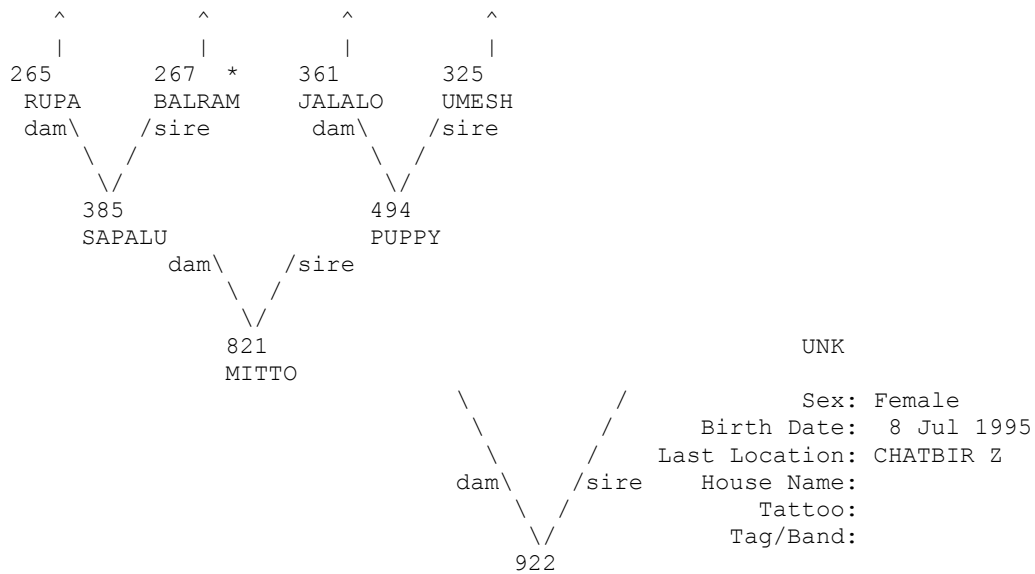 ^           ^           ^           ^
    |           |           |           |
265         267  *      361         325
 RUPA       BALRAM      JALALO      UMESH
 dam\      /sire         dam\      /sire
      \   /                   \   /
       \/                      \/
      385                     494
      SAPALU                  PUPPY
             dam\      /sire
                  \   /
                   \/
                  821                                             UNK
                  MITTO
                                     \             /               Sex: Female
                                      \           /         Birth Date:  8 Jul 1995
                                       \         /       Last Location: CHATBIR Z
                                     dam\      /sire        House Name:
                                          \   /                 Tattoo:
                                           \/                 Tag/Band:
                                          922